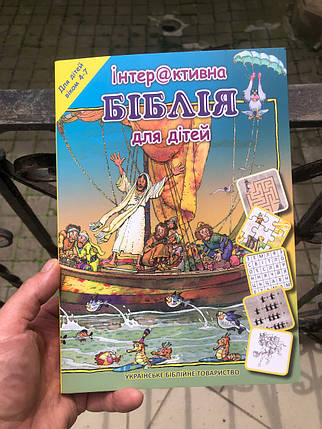 Для дітей
віком 4-7
інтер@ктивна
БІБЛІЯ
для дітей
УКРАЇНСЬКЕ БІБЛІЙНЕ ТОВАРИСТВО